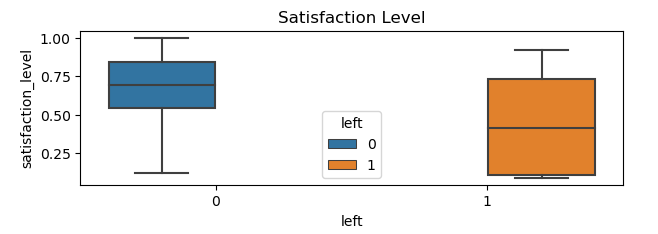 Satisfaction Level
1.00
0.75
0.50
0.25
satisfaction_level
left
0
1
0
1
left